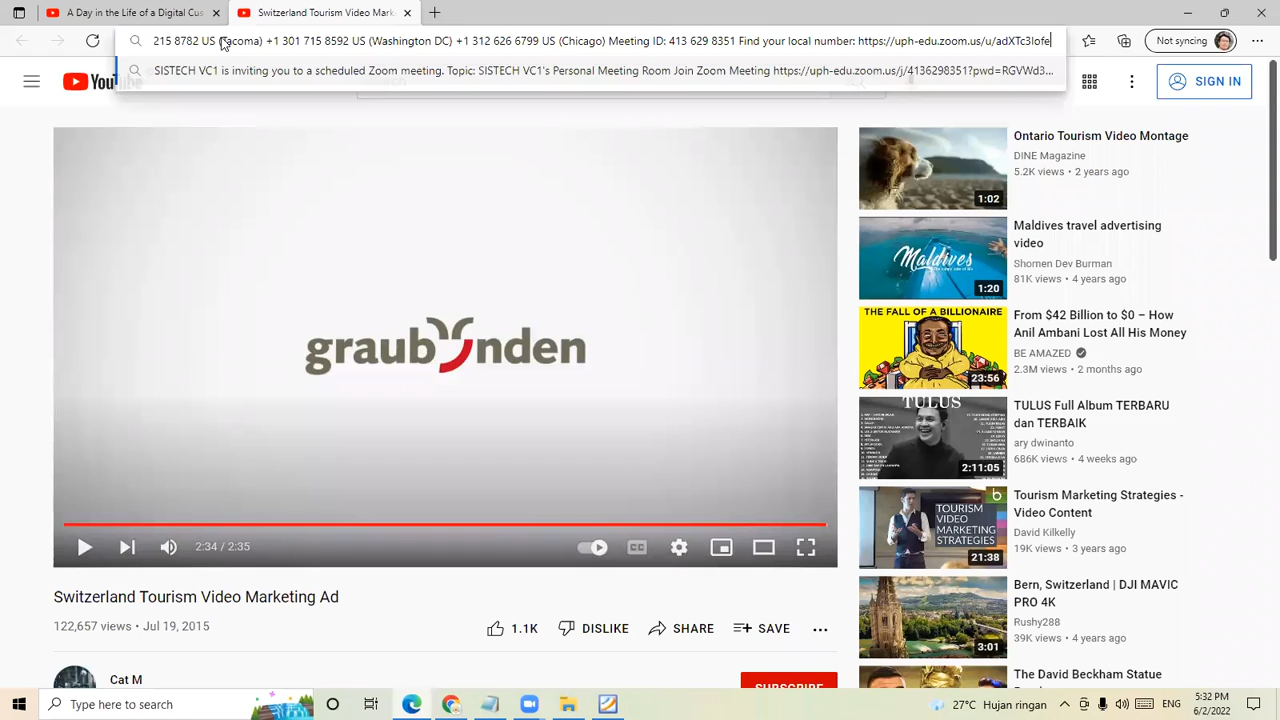 A Day in the Life of a Digital Cus
Switzerland Tourism Video Mark
215 8782 US (Tacoma) +1 301 715 8592 US (Washington DC) +1 312 626 6799 US (Chicago) Meeting ID: 413 629 8351 Find your local number: https://uph-edu.zoom.us/u/adXTc3Iofe
Not syncing
SISTECH VC1 is inviting you to a scheduled Zoom meeting. Topic: SISTECH VC1's Personal Meeting Room Join Zoom Meeting https://uph-edu.zoom.us/j/4136298351?pwd=RGVWd3...
SIGN IN
graubünden
2:34 / 2:35
CC
Switzerland Tourism Video Marketing Ad
122,657 views • Jul 19, 2015
1.1K
DISLIKE
SHARE
SAVE
Cat M
SUBSCRIBE
1:02
Ontario Tourism Video Montage
DINE Magazine
5.2K views • 2 years ago
Maldives
1:20
Maldives travel advertising
video
Shomen Dev Burman
81K views • 4 years ago
THE FALL OF A BILLIONAIRE
23:56
From $42 Billion to $0 – How
Anil Ambani Lost All His Money
BE AMAZED
2.3M views • 2 months ago
TULUS
2:11:05
TULUS Full Album TERBARU
dan TERBAIK
ary dwinanto
686K views • 4 weeks ago
b
TOURISM
VIDEO
MARKETING
STRATEGIES
21:38
Tourism Marketing Strategies -
Video Content
David Kilkelly
19K views • 3 years ago
3:01
Bern, Switzerland | DJI MAVIC
PRO 4K
Rushy288
39K views • 4 years ago
The David Beckham Statue
Type here to search
27°C Hujan ringan
ENG
5:32 PM
6/2/2022